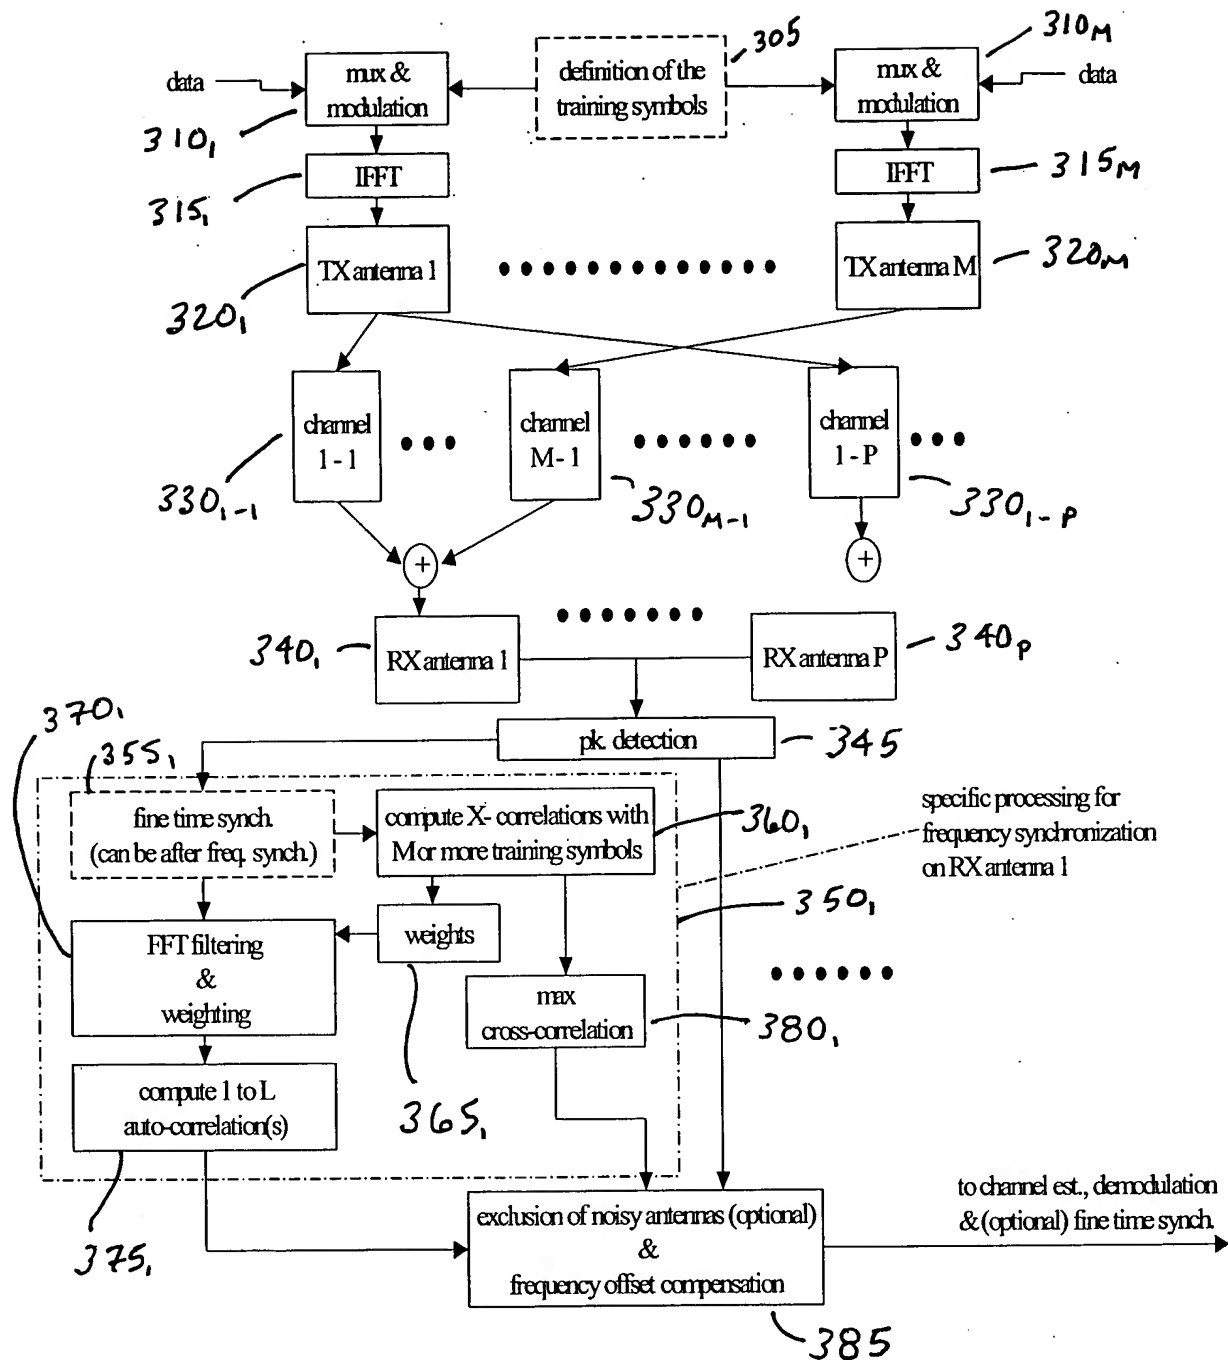 305
310M
data
mux &
modulation
definition of the
training symbols
mux &
modulation
data
310₁
IFFT
IFFT
315M
315₁
TX antenna 1
TX antenna M
320M
320₁
channel
1 - 1
channel
M - 1
channel
1 - P
330₁₋₁
330M-1
330₁₋P
+
+
340₁
RX antenna 1
RX antenna P
340P
370₁
pk. detection
345
355₁
fine time synch.
(can be after freq. synch.)
compute X- correlations with
M or more training symbols
360₁
specific processing for
frequency synchronization
on RX antenna 1
350₁
FFT filtering
&
weighting
weights
max
cross-correlation
380₁
365₁
compute 1 to L
auto-correlation(s)
375₁
exclusion of noisy antennas (optional)
&
frequency offset compensation
to channel est., demodulation
& (optional) fine time synch.
385